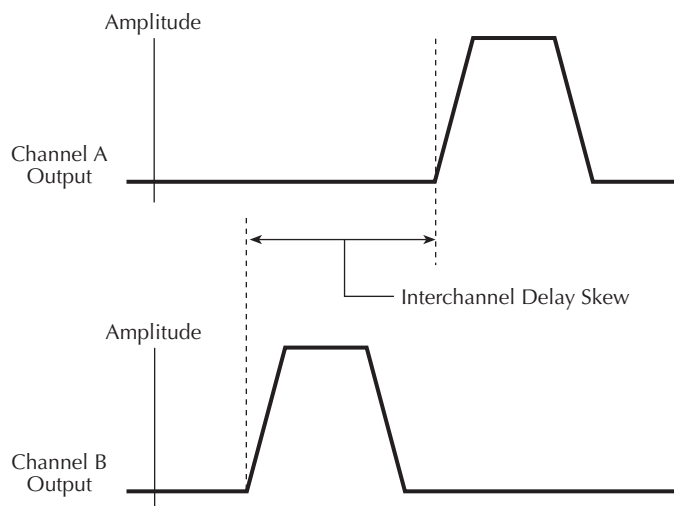 Amplitude
Channel A
Output
Interchannel Delay Skew
Amplitude
Channel B
Output